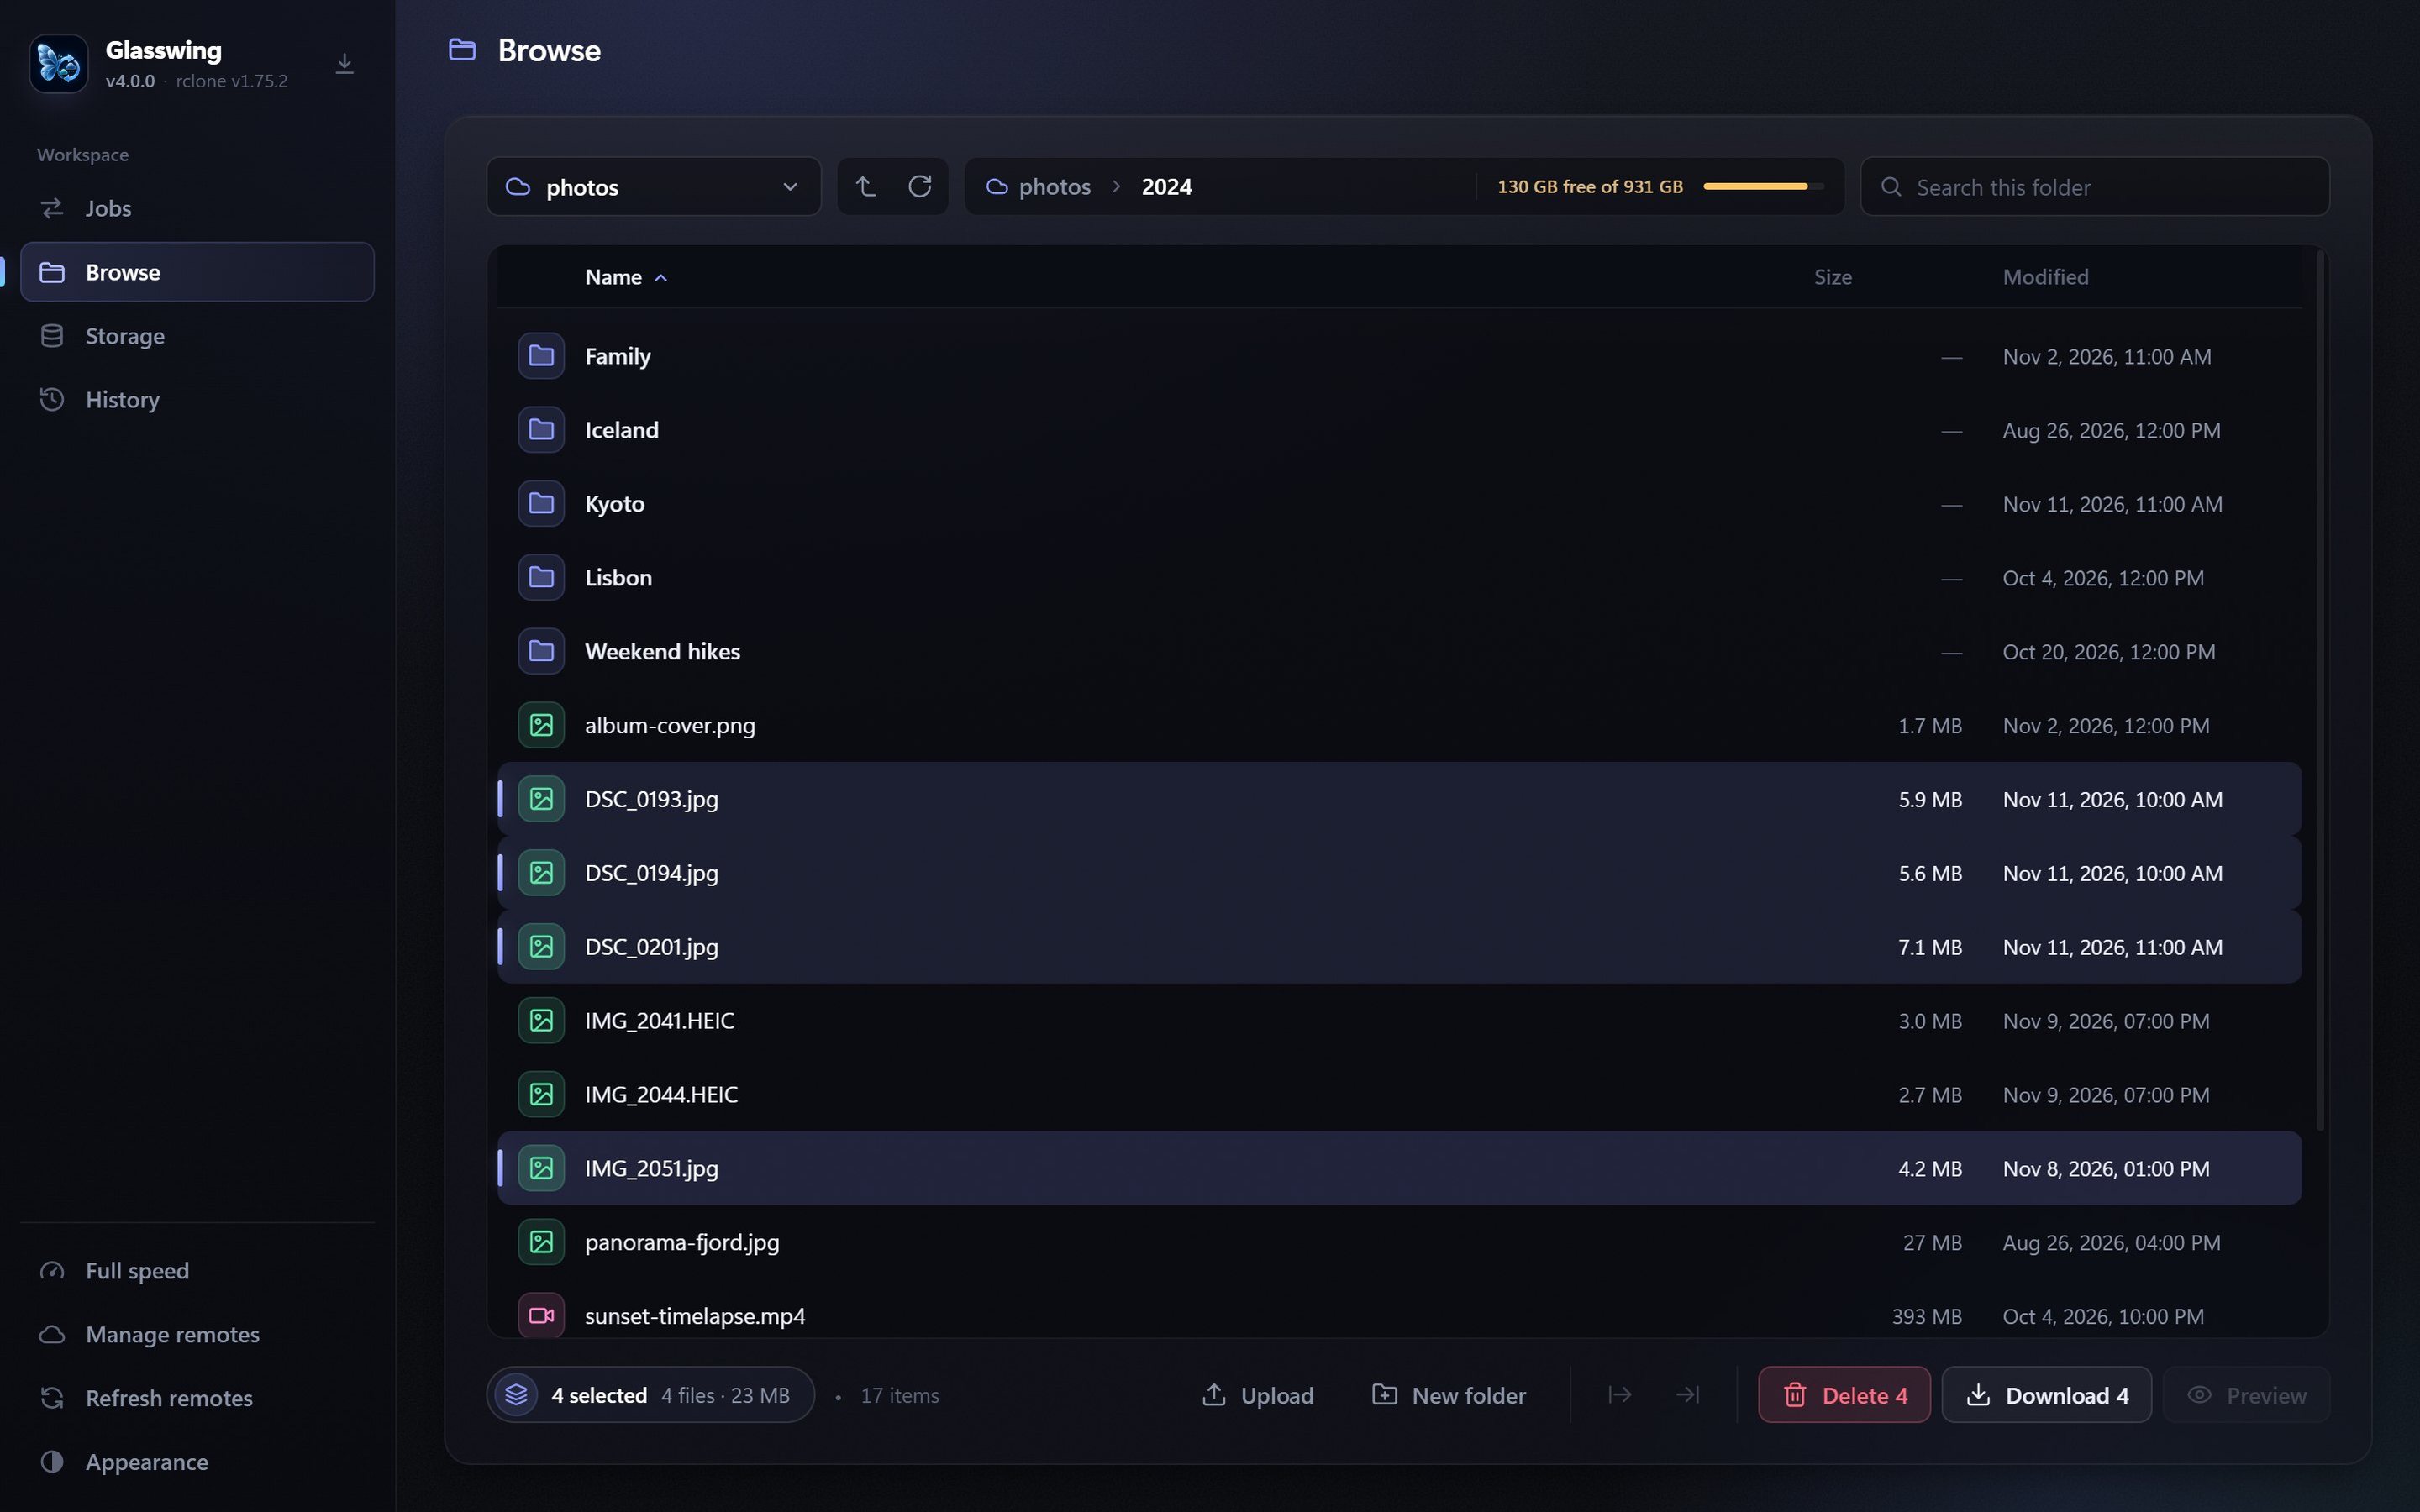 Glasswing
v4.0.0 · rclone v1.75.2
Workspace
Jobs
Browse
Storage
History
Full speed
Manage remotes
Refresh remotes
Appearance
Browse
photos
photos > 2024
130 GB free of 931 GB
Search this folder
Name Size Modified
Family — Nov 2, 2026, 11:00 AM
Iceland — Aug 26, 2026, 12:00 PM
Kyoto — Nov 11, 2026, 11:00 AM
Lisbon — Oct 4, 2026, 12:00 PM
Weekend hikes — Oct 20, 2026, 12:00 PM
album-cover.png 1.7 MB Nov 2, 2026, 12:00 PM
DSC_0193.jpg 5.9 MB Nov 11, 2026, 10:00 AM
DSC_0194.jpg 5.6 MB Nov 11, 2026, 10:00 AM
DSC_0201.jpg 7.1 MB Nov 11, 2026, 11:00 AM
IMG_2041.HEIC 3.0 MB Nov 9, 2026, 07:00 PM
IMG_2044.HEIC 2.7 MB Nov 9, 2026, 07:00 PM
IMG_2051.jpg 4.2 MB Nov 8, 2026, 01:00 PM
panorama-fjord.jpg 27 MB Aug 26, 2026, 04:00 PM
sunset-timelapse.mp4 393 MB Oct 4, 2026, 10:00 PM
4 selected 4 files · 23 MB • 17 items
Upload
New folder
Delete 4
Download 4
Preview